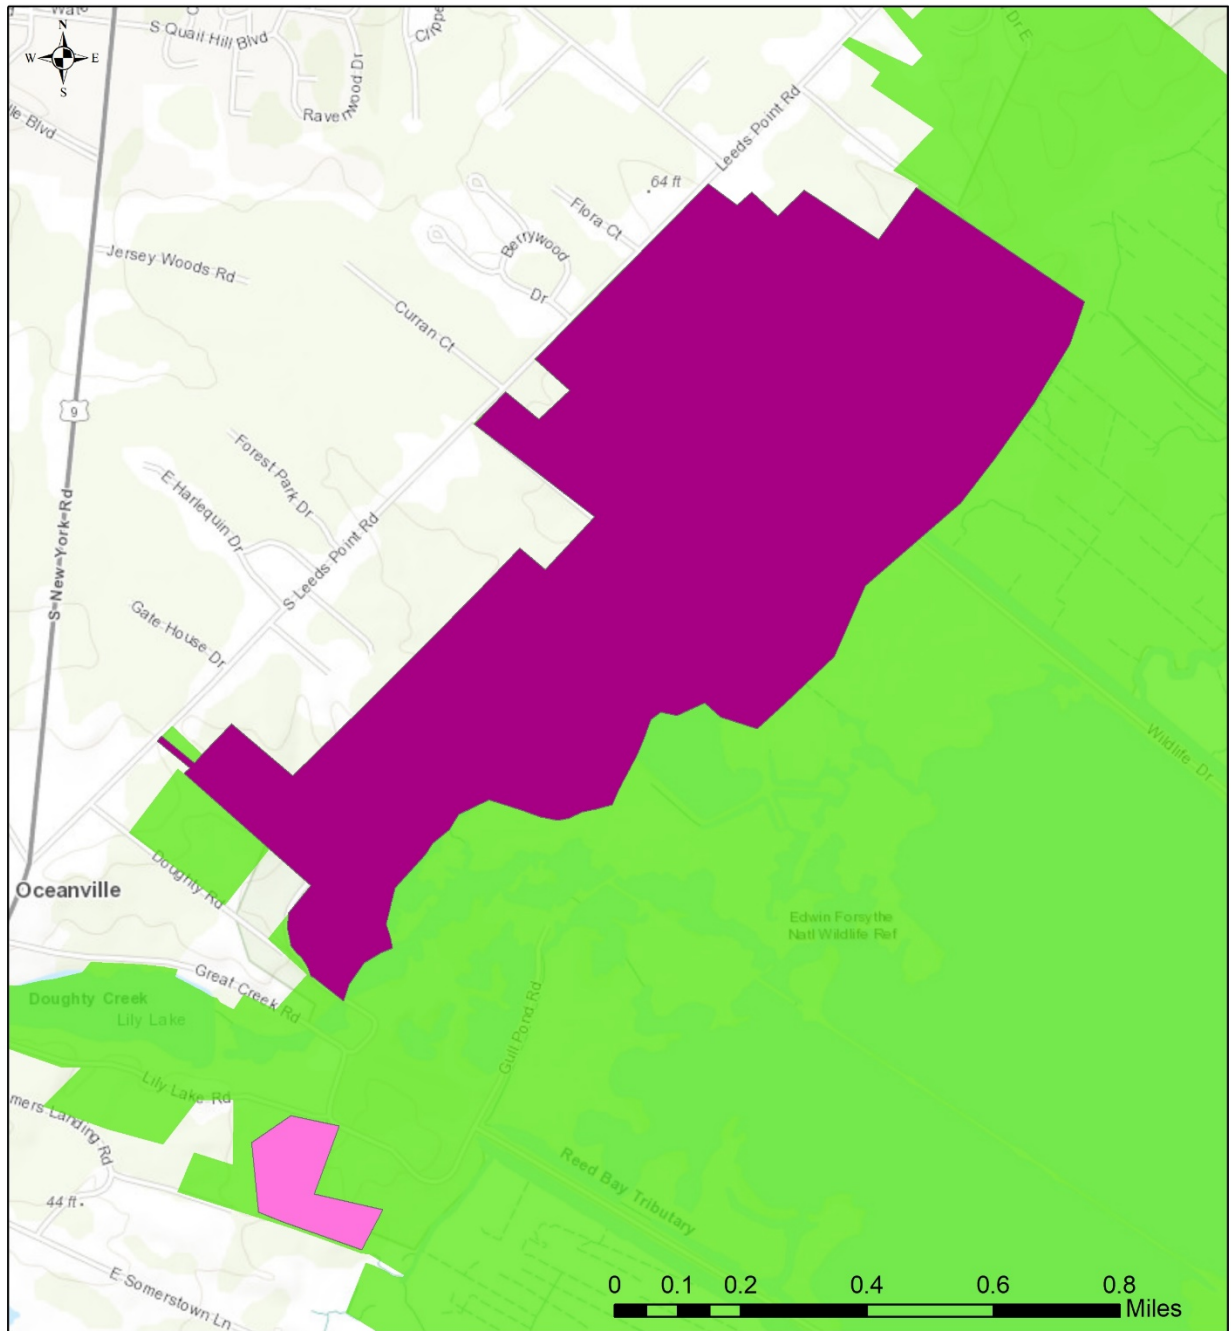 S Quail Hill Blvd
N
W E
S
Dr E
Leeds Point Rd
64 ft
Flora Ct
Berrywood
Dr
Jersey Woods Rd
Curran Ct
9
Forest Park Dr
E Harlequin Dr
S Leeds Point Rd
S New York Rd
Gate House Dr
Wildlife Dr
Doughty Rd
Oceanville
Edwin Forsythe
Natl Wildlife Ref
Great Creek Rd
Doughty Creek
Lily Lake
Gull Pond Rd
Lily Lake Rd
mers Landing Rd
Reed Bay Tributary
44 ft
E Somerstown Ln
0 0.1 0.2 0.4 0.6 0.8
Miles